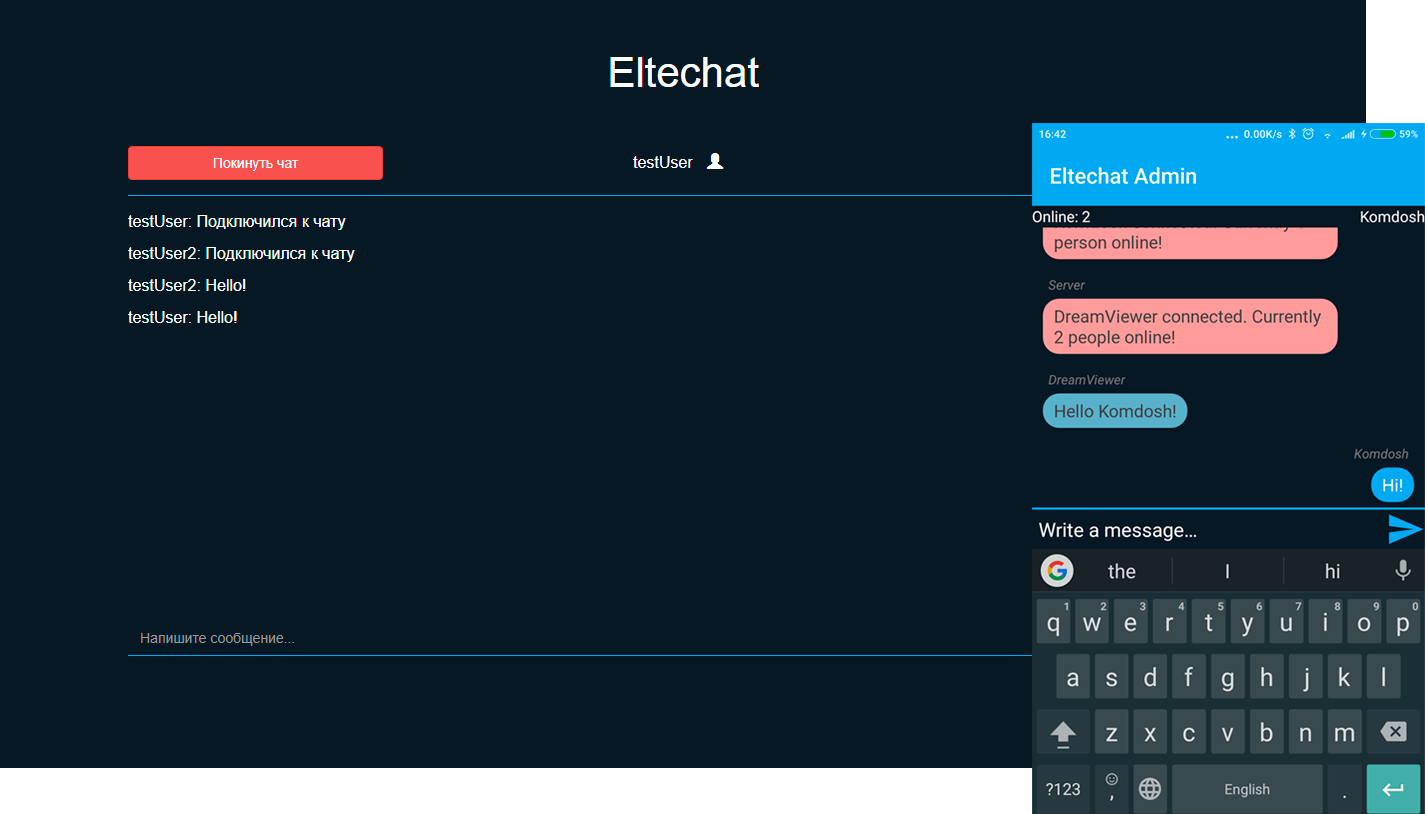 Eltechat
Покинуть чат
testUser
testUser: Подключился к чату
testUser2: Подключился к чату
testUser2: Hello!
testUser: Hello!
Напишите сообщение...
16:42
... 0.00K/s 59%
Eltechat Admin
Online: 2 Komdosh
person online!
Server
DreamViewer connected. Currently
2 people online!
DreamViewer
Hello Komdosh!
Komdosh
Hi!
Write a message...
the I hi
1 2 3 4 5 6 7 8 9 0
q w e r t y u i o p
a s d f g h j k l
z x c v b n m
?123 , English .